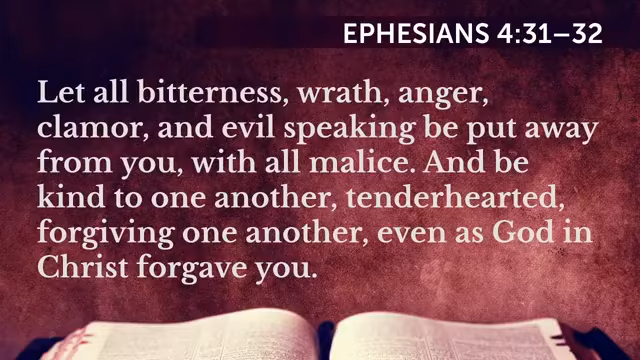 EPHESIANS 4:31–32
Let all bitterness, wrath, anger,
clamor, and evil speaking be put away
from you, with all malice. And be
kind to one another, tenderhearted,
forgiving one another, even as God in
Christ forgave you.